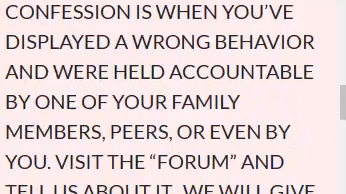 CONFESSION IS WHEN YOU’VE
DISPLAYED A WRONG BEHAVIOR
AND WERE HELD ACCOUNTABLE
BY ONE OF YOUR FAMILY
MEMBERS, PEERS, OR EVEN BY
YOU. VISIT THE “FORUM” AND
TELL US ABOUT IT. WE WILL GIVE